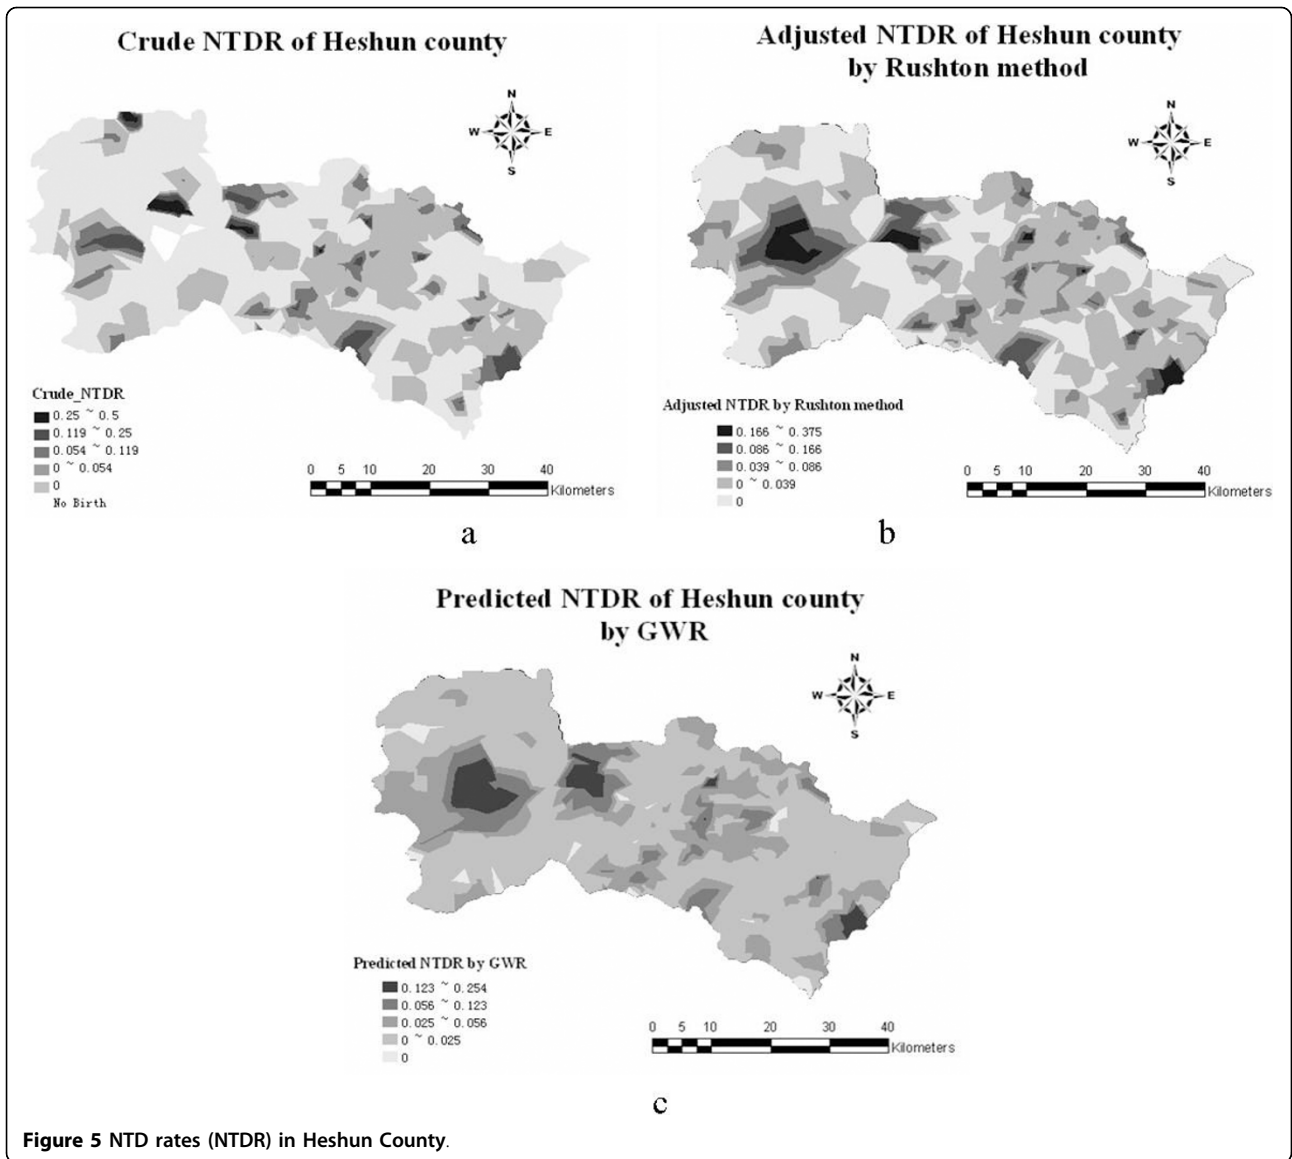 Crude NTDR of Heshun county
N
W E
S
Crude_NTDR
0.25 ~ 0.5
0.119 ~ 0.25
0.054 ~ 0.119
0 ~ 0.054
0
No Birth
0 5 10 20 30 40
Kilometers
a
Adjusted NTDR of Heshun county
by Rushton method
N
W E
S
Adjusted NTDR by Rushton method
0.166 ~ 0.375
0.086 ~ 0.166
0.039 ~ 0.086
0 ~ 0.039
0
0 5 10 20 30 40
Kilometers
b
Predicted NTDR of Heshun county
by GWR
N
W E
S
Predicted NTDR by GWR
0.123 ~ 0.254
0.056 ~ 0.123
0.025 ~ 0.056
0 ~ 0.025
0
0 5 10 20 30 40
Kilometers
c
Figure 5 NTD rates (NTDR) in Heshun County.